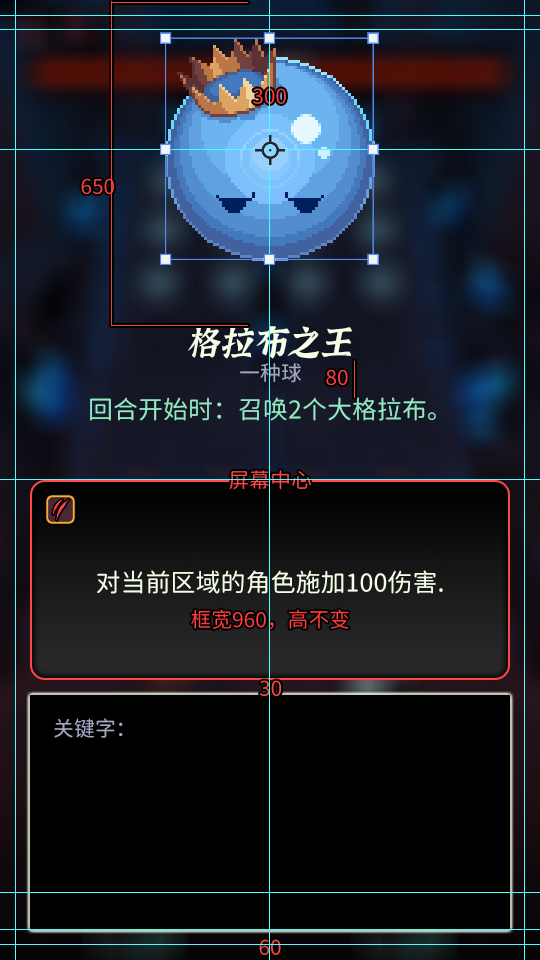 300
650
格拉布之王
一种球
80
回合开始时：召唤2个大格拉布。
屏幕中心
对当前区域的角色施加100伤害.
框宽960，高不变
30
关键字：
60